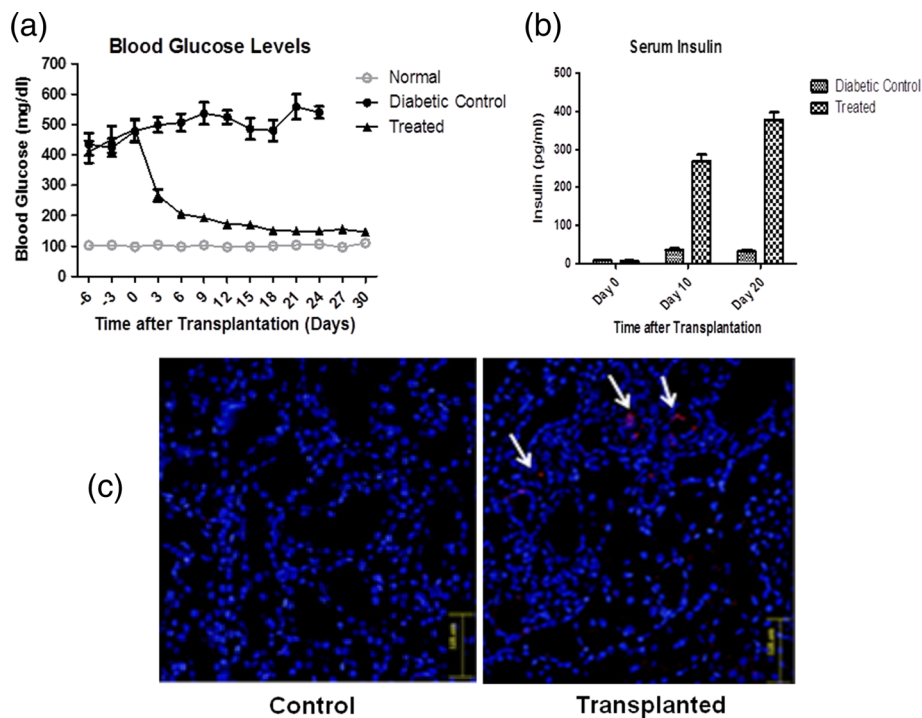 (a)
Blood Glucose Levels
Blood Glucose (mg/dl)
700
600
500
400
300
200
100
0
-6 -3 0 3 6 9 12 15 18 21 24 27 30
Time after Transplantation (Days)
Normal
Diabetic Control
Treated
(b)
Serum Insulin
Insulin (pg/ml)
500
400
300
200
100
0
Day 0 Day 10 Day 20
Time after Transplantation
Diabetic Control
Treated
(c)
Control
Transplanted